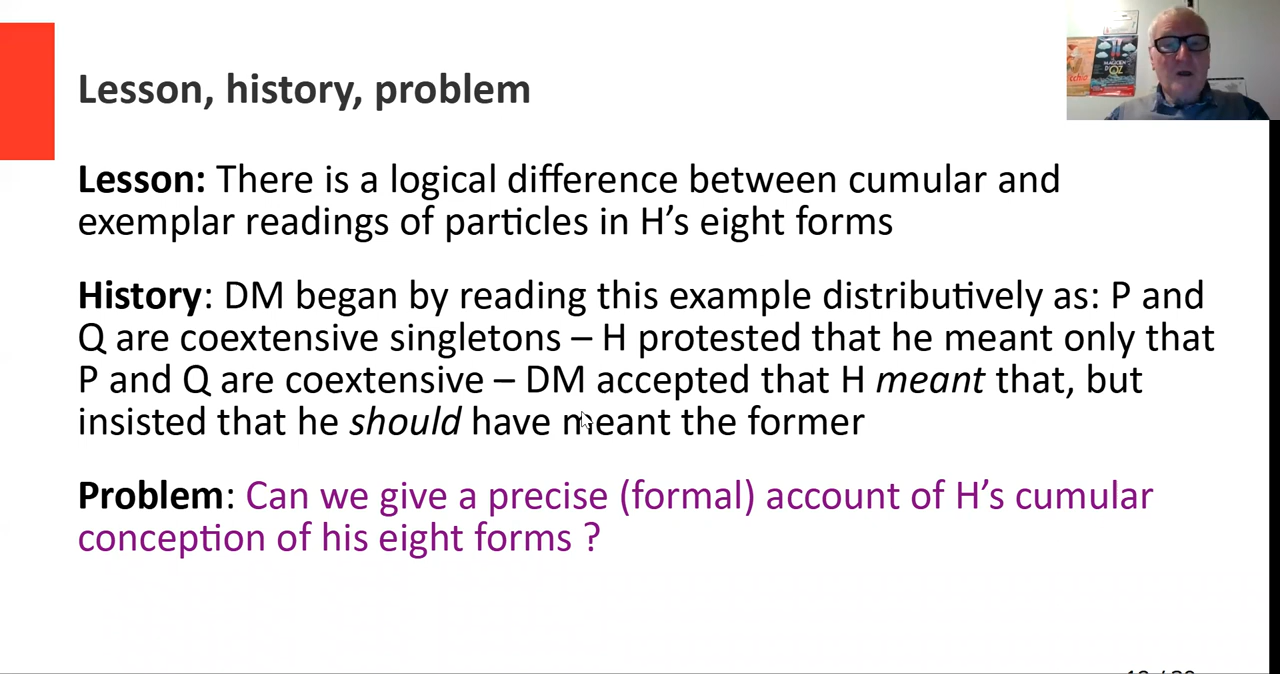 Lesson, history, problem
Lesson: There is a logical difference between cumular and
exemplar readings of particles in H’s eight forms
History: DM began by reading this example distributively as: P and
Q are coextensive singletons – H protested that he meant only that
P and Q are coextensive – DM accepted that H meant that, but
insisted that he should have meant the former
Problem: Can we give a precise (formal) account of H’s cumular
conception of his eight forms ?